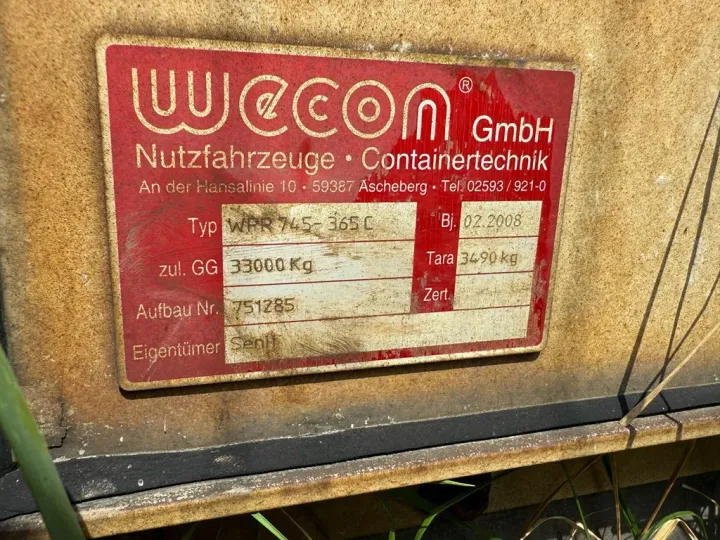 wecon® GmbH
Nutzfahrzeuge • Containertechnik
An der Hansalinie 10 • 59387 Ascheberg • Tel. 02593 / 921-0
Typ WPR 745-365 C Bj. 02.2008
zul. GG 33000 Kg Tara 3490 kg
Aufbau Nr. 751285 Zert.
Eigentümer